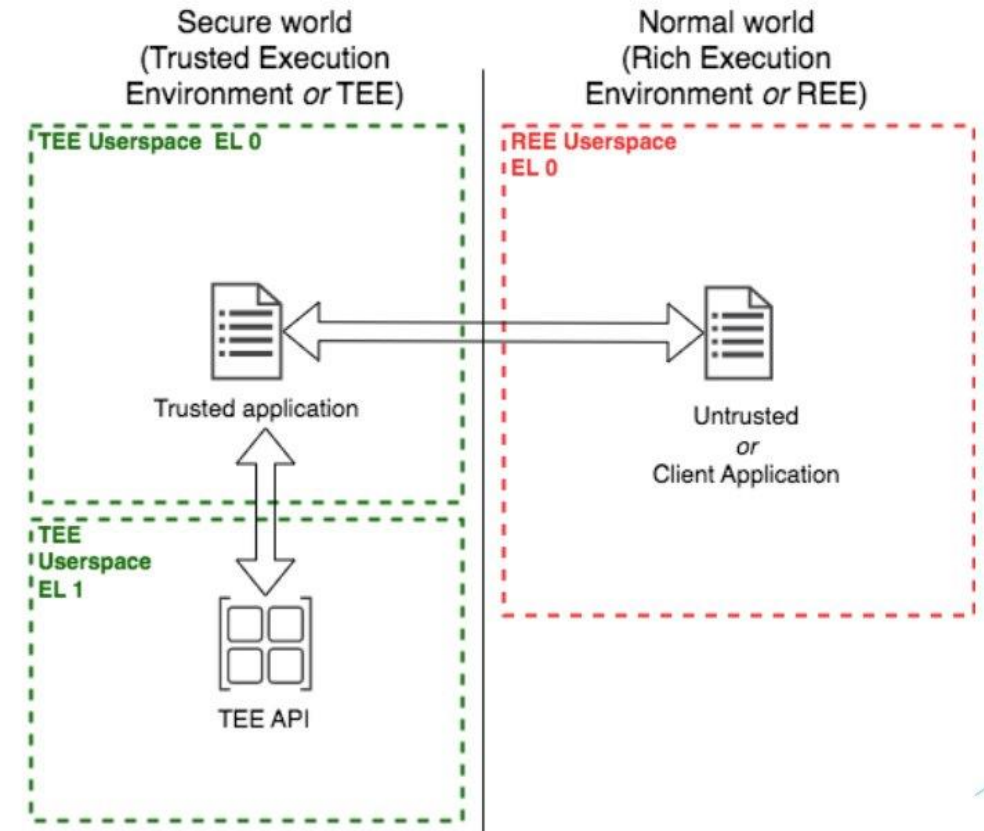 Secure world
(Trusted Execution
Environment or TEE)
Normal world
(Rich Execution
Environment or REE)
TEE Userspace EL 0
REE Userspace
EL 0
Trusted application
Untrusted
or
Client Application
TEE
Userspace
EL 1
TEE API